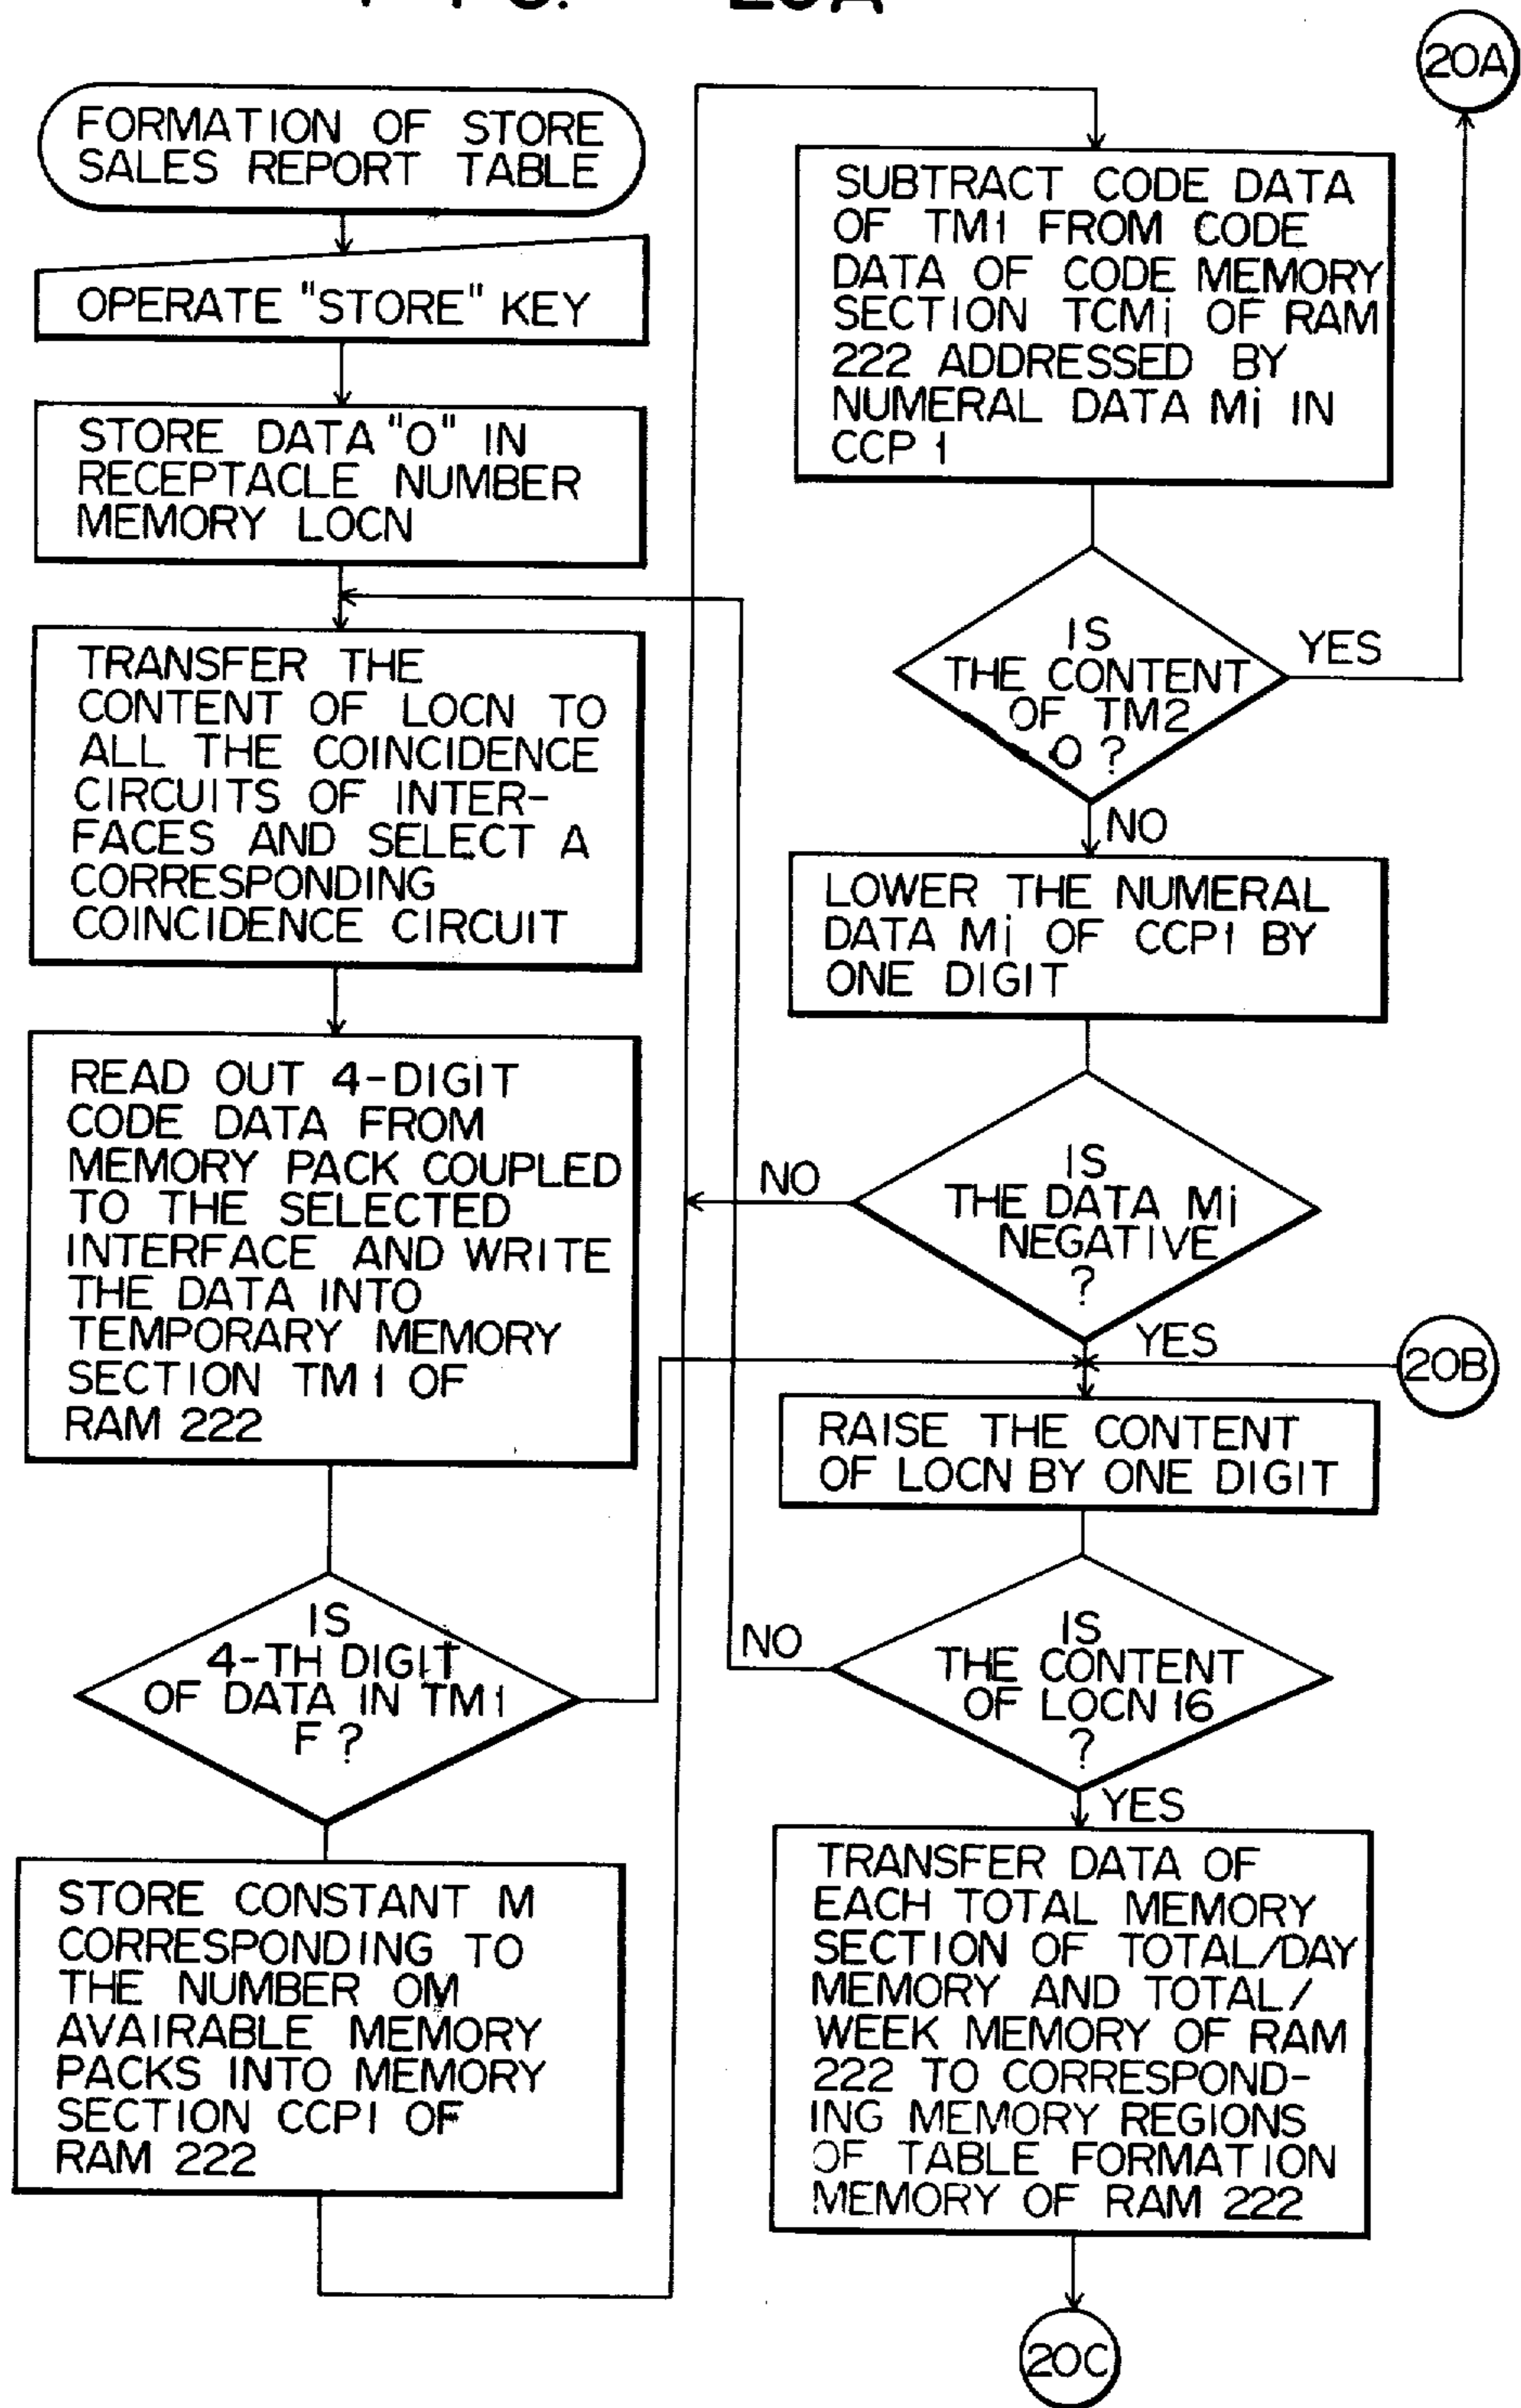 FIG. 20A
FORMATION OF STORE
SALES REPORT TABLE
OPERATE "STORE" KEY
STORE DATA "O" IN
RECEPTACLE NUMBER
MEMORY LOCN
TRANSFER THE
CONTENT OF LOCN TO
ALL THE COINCIDENCE
CIRCUITS OF INTER-
FACES AND SELECT A
CORRESPONDING
COINCIDENCE CIRCUIT
READ OUT 4-DIGIT
CODE DATA FROM
MEMORY PACK COUPLED
TO THE SELECTED
INTERFACE AND WRITE
THE DATA INTO
TEMPORARY MEMORY
SECTION TM1 OF
RAM 222
IS
4-TH DIGIT
OF DATA IN TM1
F ?
STORE CONSTANT M
CORRESPONDING TO
THE NUMBER OM
AVAIRABLE MEMORY
PACKS INTO MEMORY
SECTION CCP1 OF
RAM 222
20A
SUBTRACT CODE DATA
OF TM1 FROM CODE
DATA OF CODE MEMORY
SECTION TCMi OF RAM
222 ADDRESSED BY
NUMERAL DATA Mi IN
CCP 1
IS
THE CONTENT
OF TM2
O ?
YES
NO
LOWER THE NUMERAL
DATA Mi OF CCP1 BY
ONE DIGIT
IS
THE DATA Mi
NEGATIVE
?
NO
YES
20B
RAISE THE CONTENT
OF LOCN BY ONE DIGIT
IS
THE CONTENT
OF LOCN 16
?
NO
YES
TRANSFER DATA OF
EACH TOTAL MEMORY
SECTION OF TOTAL/DAY
MEMORY AND TOTAL/
WEEK MEMORY OF RAM
222 TO CORRESPOND-
ING MEMORY REGIONS
OF TABLE FORMATION
MEMORY OF RAM 222
20C